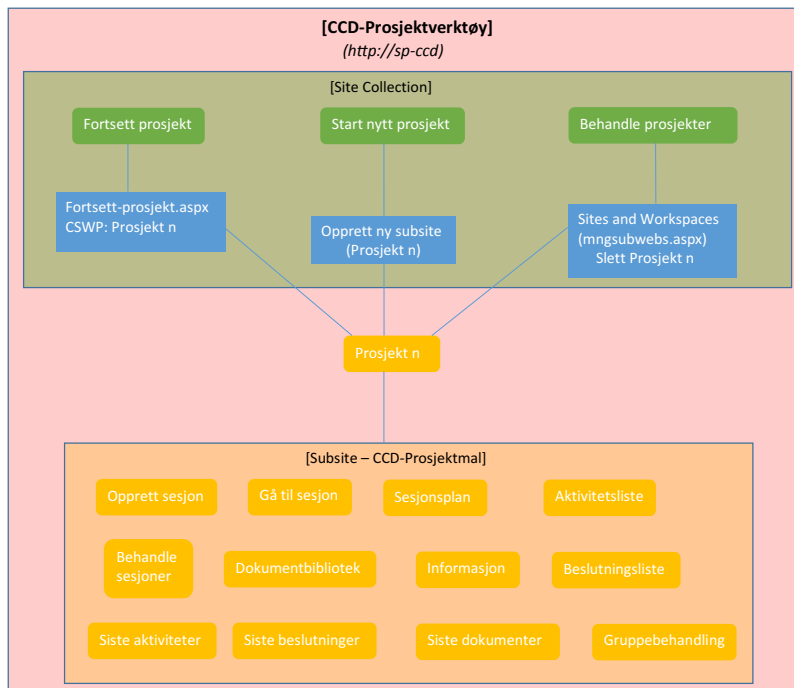 [CCD-Prosjektverktøy]
(http://sp-ccd)
[Site Collection]
Fortsett prosjekt
Start nytt prosjekt
Behandle prosjekter
Fortsett-prosjekt.aspx
CSWP: Prosjekt n
Opprett ny subsite
(Prosjekt n)
Sites and Workspaces
(mngsubwebs.aspx)
Slett Prosjekt n
Prosjekt n
[Subsite – CCD-Prosjektmal]
Opprett sesjon
Gå til sesjon
Sesjonsplan
Aktivitetsliste
Behandle
sesjoner
Dokumentbibliotek
Informasjon
Beslutningsliste
Siste aktiviteter
Siste beslutninger
Siste dokumenter
Gruppebehandling